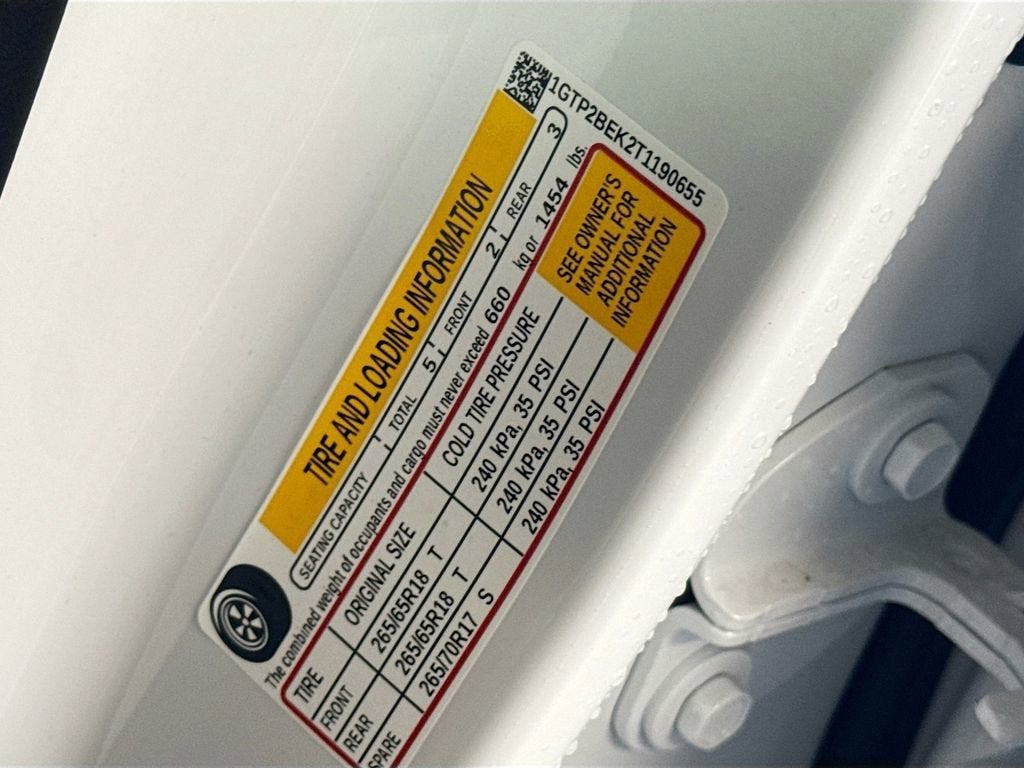 1GTP2BEK2T1190655
TIRE AND LOADING INFORMATION
SEATING CAPACITY TOTAL 5 FRONT 2 REAR 3
The combined weight of occupants and cargo must never exceed 660 kg or 1454 lbs.
TIRE ORIGINAL SIZE COLD TIRE PRESSURE
FRONT 265/65R18 T 240 kPa, 35 PSI
REAR 265/65R18 T 240 kPa, 35 PSI
SPARE 265/70R17 S 240 kPa, 35 PSI
SEE OWNER'S
MANUAL FOR
ADDITIONAL
INFORMATION